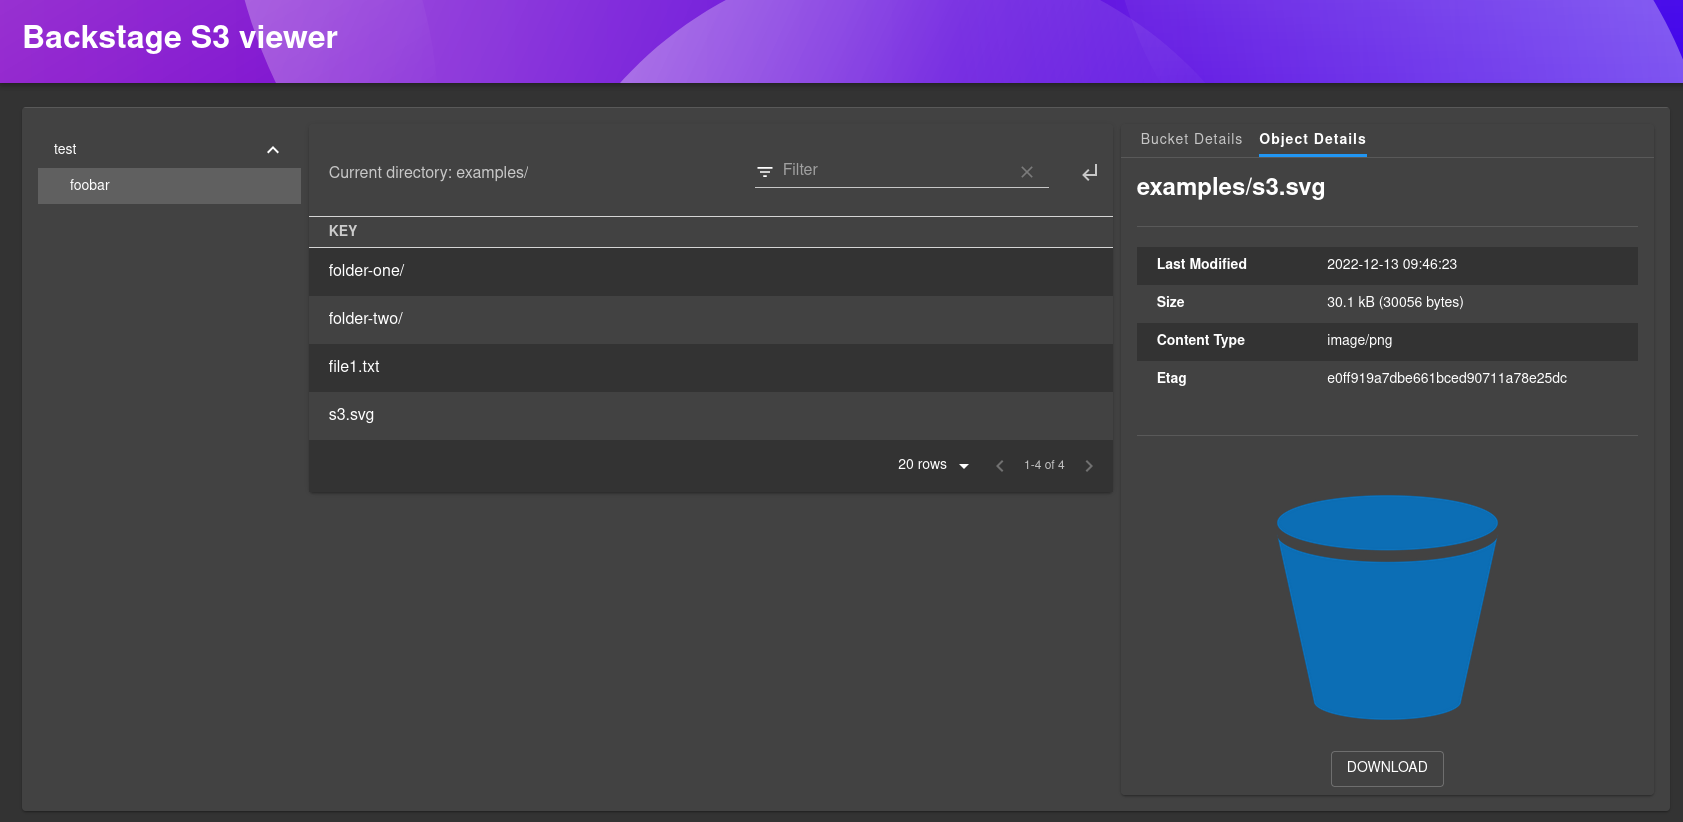 Backstage S3 viewer
test
foobar
Current directory: examples/
Filter
KEY
folder-one/
folder-two/
file1.txt
s3.svg
20 rows
1-4 of 4
Bucket Details Object Details
examples/s3.svg
Last Modified 2022-12-13 09:46:23
Size 30.1 kB (30056 bytes)
Content Type image/png
Etag e0ff919a7dbe661bced90711a78e25dc
DOWNLOAD